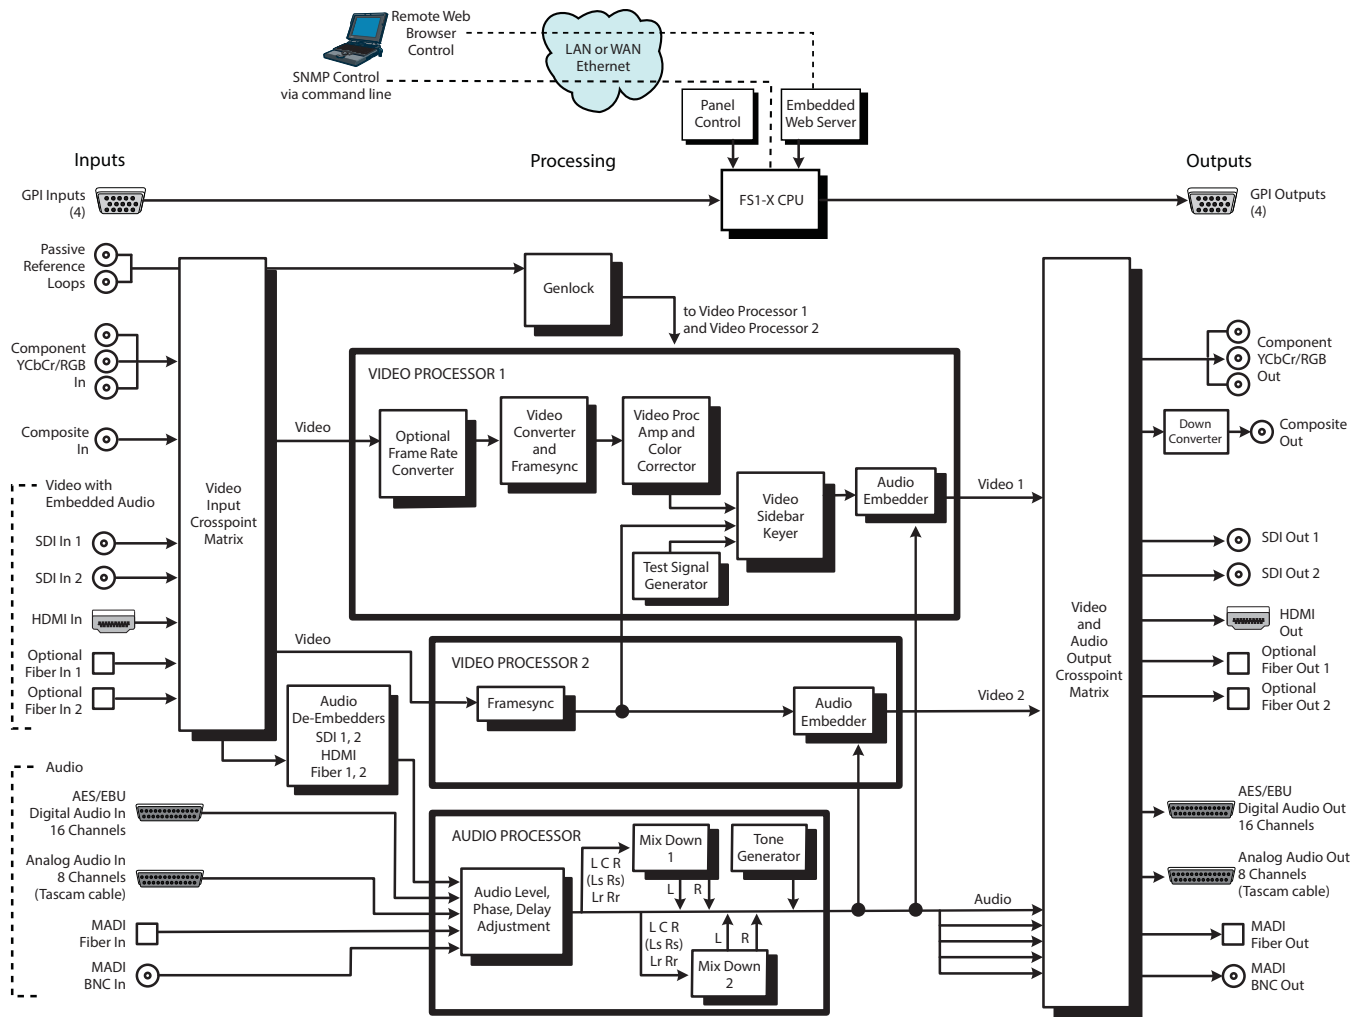 Remote Web
Browser
Control
LAN or WAN
Ethernet
SNMP Control
via command line
Panel
Control
Embedded
Web Server
Inputs
Processing
Outputs
GPI Inputs
(4)
FS1-X CPU
GPI Outputs
(4)
Passive
Reference
Loops
Genlock
to Video Processor 1
and Video Processor 2
Component
YCbCr/RGB
In
Composite
In
Video with
Embedded Audio
SDI In 1
SDI In 2
HDMI In
Optional
Fiber In 1
Optional
Fiber In 2
Video
Input
Crosspoint
Matrix
Video
VIDEO PROCESSOR 1
Optional
Frame Rate
Converter
Video
Converter
and
Framesync
Video Proc
Amp and
Color
Corrector
Video
Sidebar
Keyer
Test Signal
Generator
Audio
Embedder
Video 1
Video
VIDEO PROCESSOR 2
Framesync
Audio
Embedder
Video 2
Audio
De-Embedders
SDI 1, 2
HDMI
Fiber 1, 2
Audio
AES/EBU
Digital Audio In
16 Channels
Analog Audio In
8 Channels
(Tascam cable)
MADI
Fiber In
MADI
BNC In
AUDIO PROCESSOR
Audio Level,
Phase, Delay
Adjustment
L C R
(Ls Rs)
Lr Rr
Mix Down
1
L
R
Tone
Generator
L C R
(Ls Rs)
Lr Rr
L
R
Mix Down
2
Audio
Video
and
Audio
Output
Crosspoint
Matrix
Component
YCbCr/RGB
Out
Down
Converter
Composite
Out
SDI Out 1
SDI Out 2
HDMI
Out
Optional
Fiber Out 1
Optional
Fiber Out 2
AES/EBU
Digital Audio Out
16 Channels
Analog Audio Out
8 Channels
(Tascam cable)
MADI
Fiber Out
MADI
BNC Out